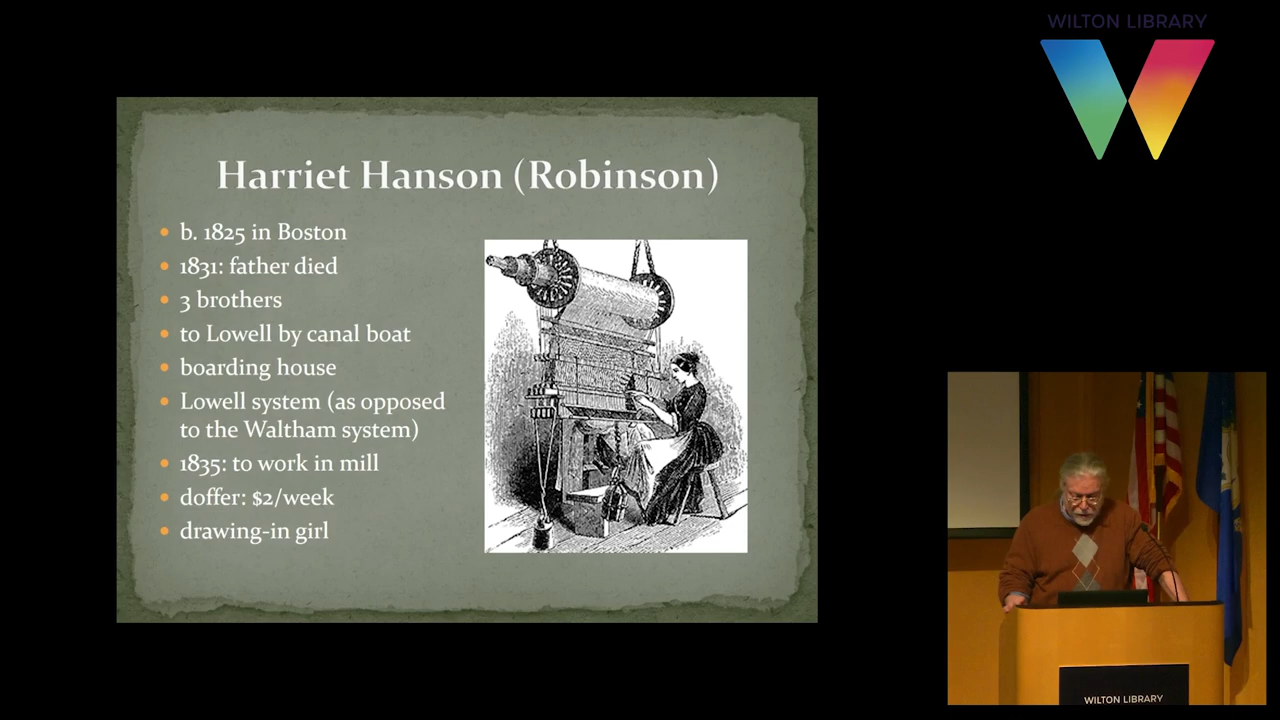 WILTON LIBRARY
Harriet Hanson (Robinson)
• b. 1825 in Boston
• 1831: father died
• 3 brothers
• to Lowell by canal boat
• boarding house
• Lowell system (as opposed
to the Waltham system)
• 1835: to work in mill
• doffer: $2/week
• drawing-in girl
WILTON LIBRARY